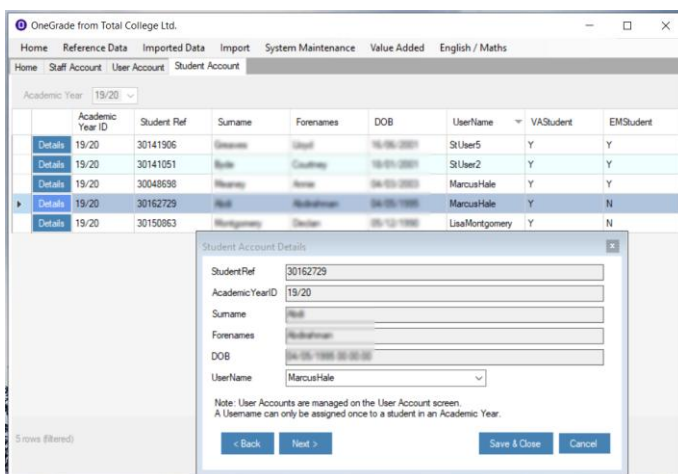 OneGrade from Total College Ltd.
Home Reference Data Imported Data Import System Maintenance Value Added English / Maths
Home Staff Account User Account Student Account
Academic Year 19/20
Academic Year ID Student Ref Surname Forenames DOB UserName VAStudent EMStudent
Details 19/20 30141906 StUser5 Y Y
Details 19/20 30141051 StUser2 Y Y
Details 19/20 30048698 MarcusHale Y Y
Details 19/20 30162729 MarcusHale Y N
Details 19/20 30150863 LisaMontgomery Y N
Student Account Details
StudentRef 30162729
AcademicYearID 19/20
Surname
Forenames
DOB
UserName MarcusHale
Note: User Accounts are managed on the User Account screen.
A Username can only be assigned once to a student in an Academic Year.
< Back Next > Save & Close Cancel
5 rows (filtered)